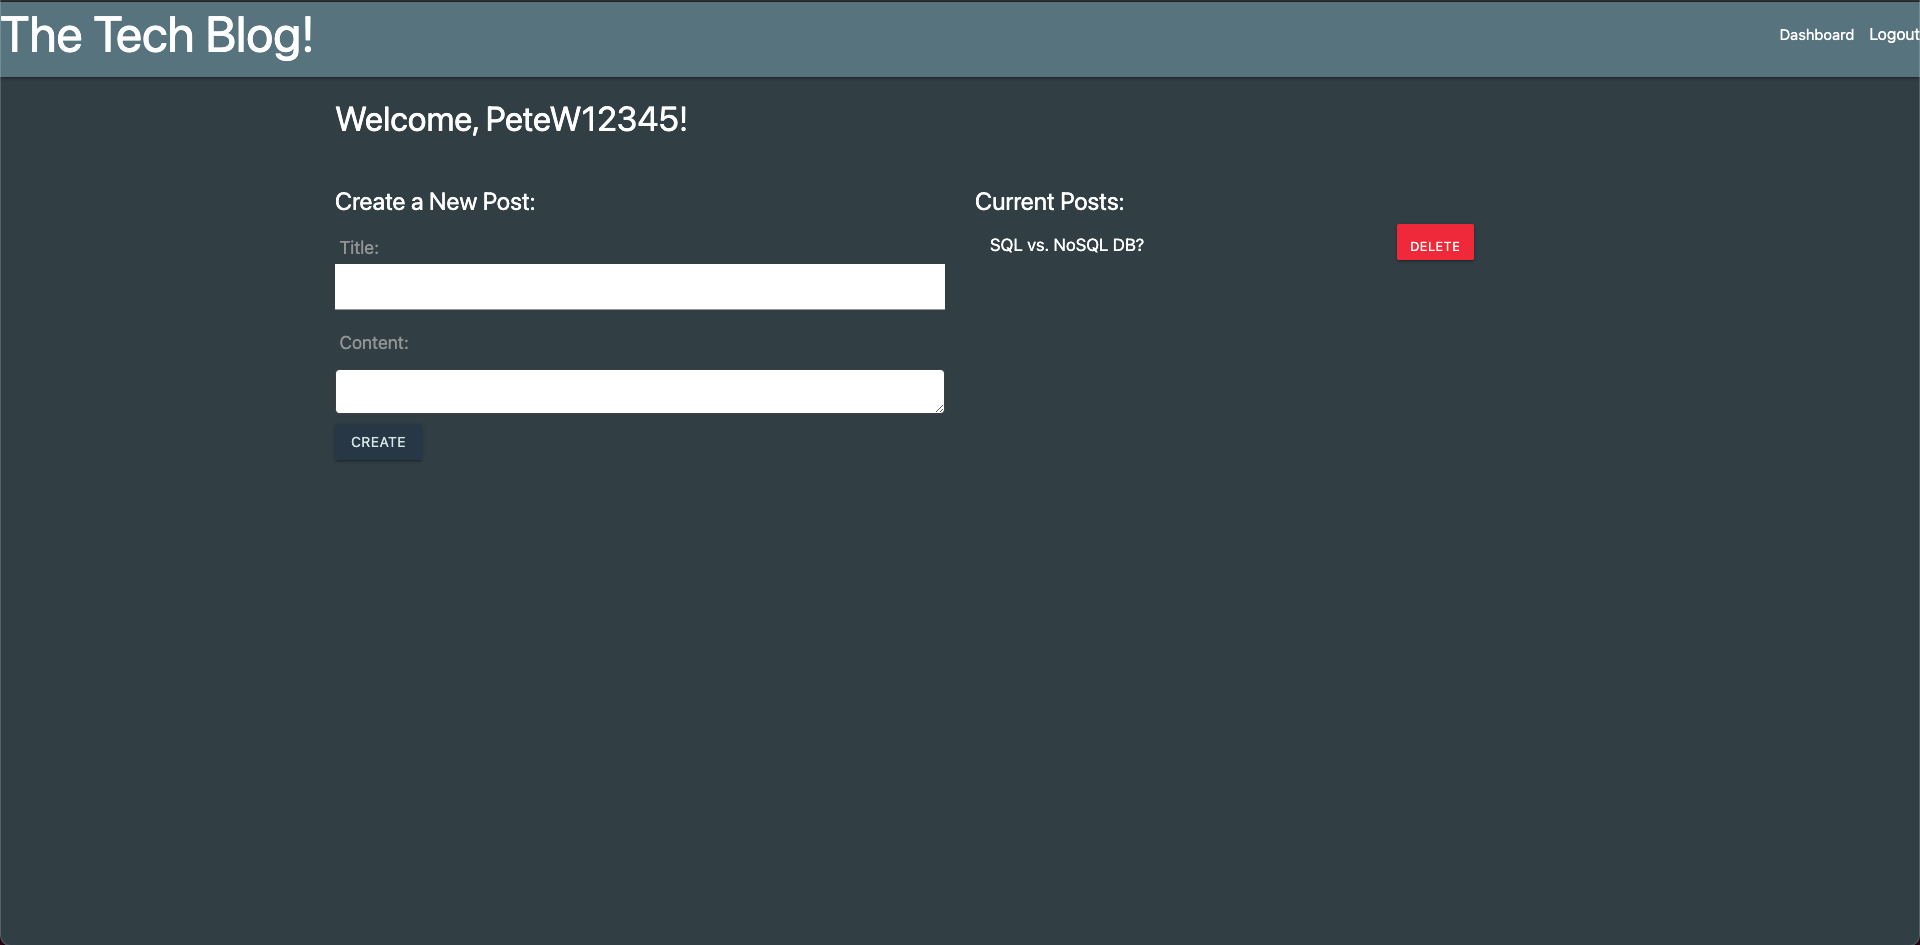 The Tech Blog!
Dashboard Logout
Welcome, PeteW12345!
Create a New Post:
Title:
Content:
CREATE
Current Posts:
SQL vs. NoSQL DB?
DELETE